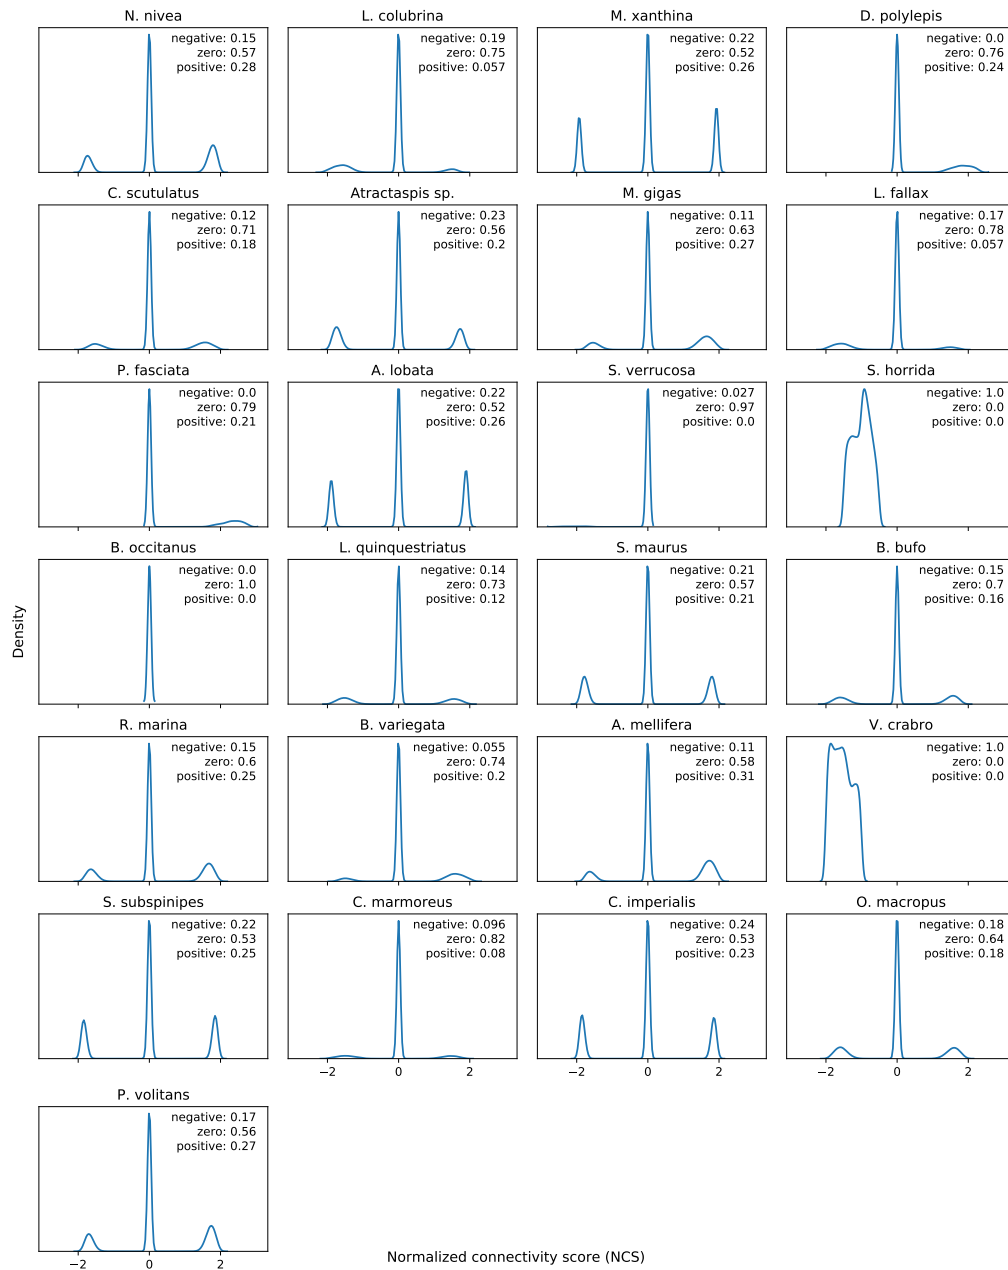 N. nivea
negative: 0.15
zero: 0.57
positive: 0.28
L. colubrina
negative: 0.19
zero: 0.75
positive: 0.057
M. xanthina
negative: 0.22
zero: 0.52
positive: 0.26
D. polylepis
negative: 0.0
zero: 0.76
positive: 0.24
C. scutulatus
negative: 0.12
zero: 0.71
positive: 0.18
Atractaspis sp.
negative: 0.23
zero: 0.56
positive: 0.2
M. gigas
negative: 0.11
zero: 0.63
positive: 0.27
L. fallax
negative: 0.17
zero: 0.78
positive: 0.057
P. fasciata
negative: 0.0
zero: 0.79
positive: 0.21
A. lobata
negative: 0.22
zero: 0.52
positive: 0.26
S. verrucosa
negative: 0.027
zero: 0.97
positive: 0.0
S. horrida
negative: 1.0
zero: 0.0
positive: 0.0
−2 0 2
B. occitanus
negative: 0.0
zero: 1.0
positive: 0.0
L. quinquestriatus
negative: 0.14
zero: 0.73
positive: 0.12
S. maurus
negative: 0.21
zero: 0.57
positive: 0.21
B. bufo
negative: 0.15
zero: 0.7
positive: 0.16
Density
R. marina
negative: 0.15
zero: 0.6
positive: 0.25
B. variegata
negative: 0.055
zero: 0.74
positive: 0.2
A. mellifera
negative: 0.11
zero: 0.58
positive: 0.31
V. crabro
negative: 1.0
zero: 0.0
positive: 0.0
S. subspinipes
negative: 0.22
zero: 0.53
positive: 0.25
C. marmoreus
negative: 0.096
zero: 0.82
positive: 0.08
−2 0 2
C. imperialis
negative: 0.24
zero: 0.53
positive: 0.23
−2 0 2
O. macropus
negative: 0.18
zero: 0.64
positive: 0.18
−2 0 2
P. volitans
negative: 0.17
zero: 0.56
positive: 0.27
−2 0 2
Normalized connectivity score (NCS)